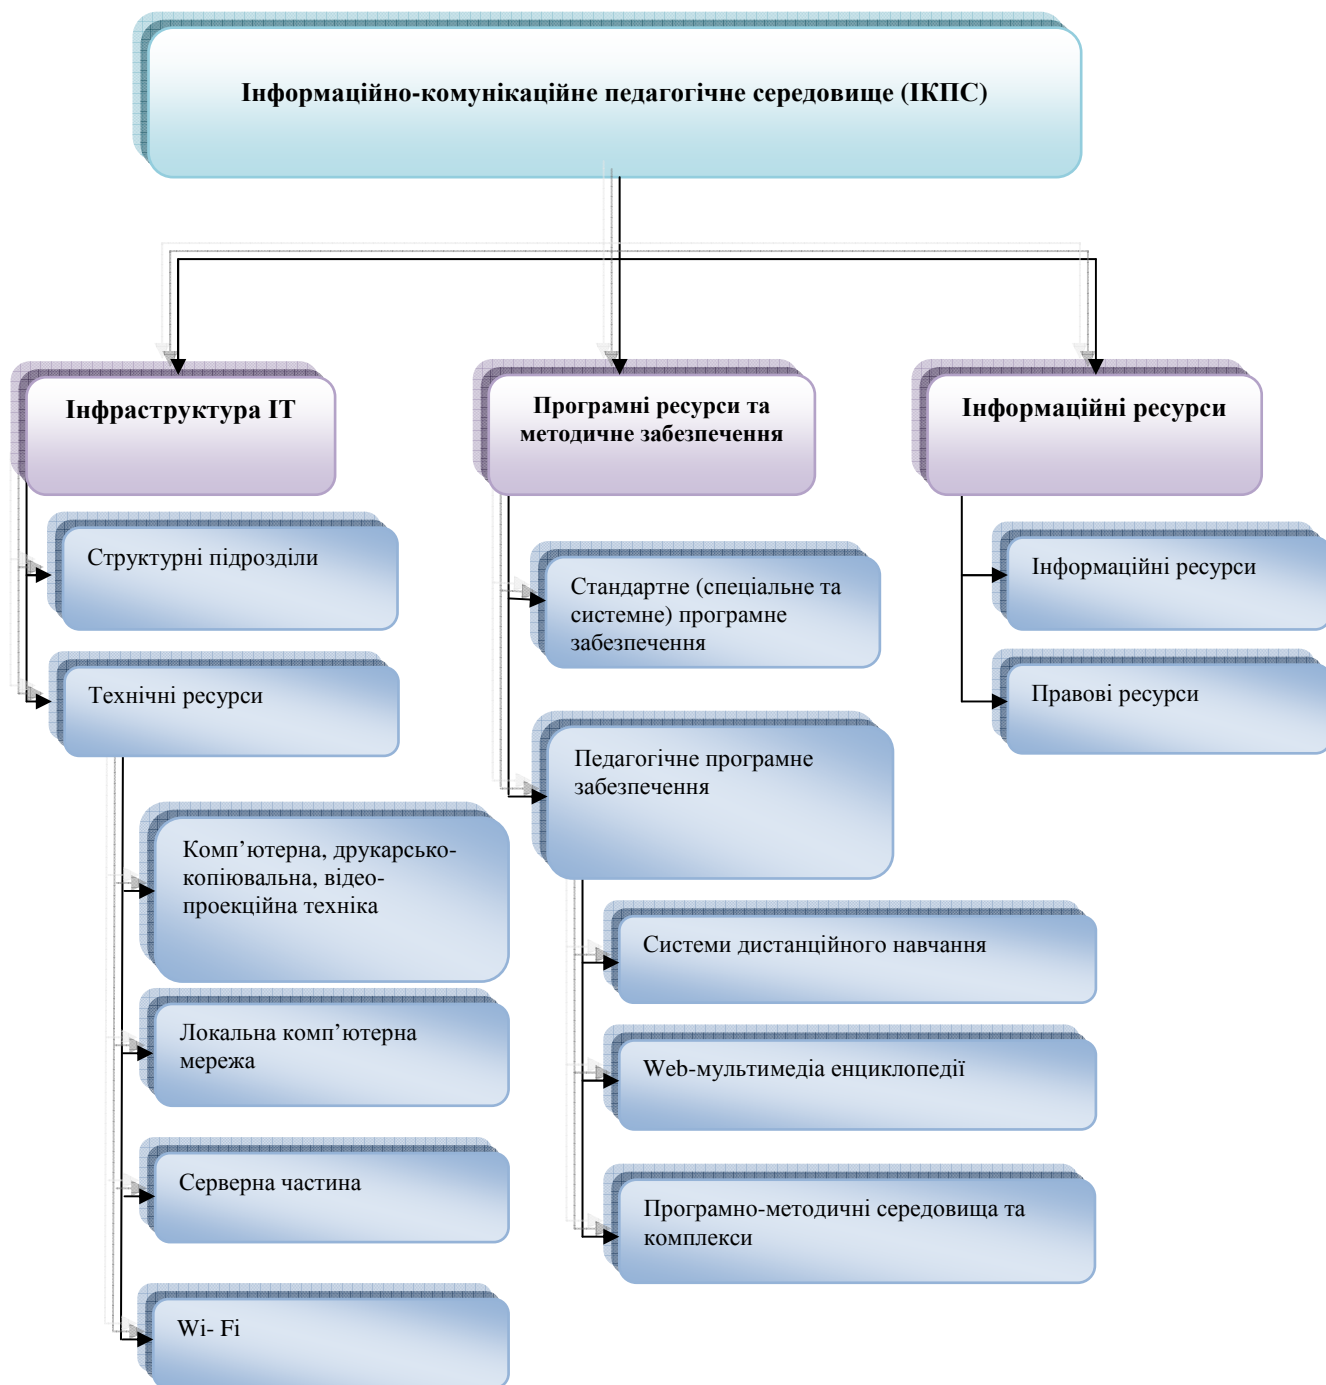 Інформаційно-комунікаційне педагогічне середовище (ІКПС)
Інфраструктура ІТ
Структурні підрозділи
Технічні ресурси
Комп’ютерна, друкарсько-
копіювальна, відео-
проекційна техніка
Локальна комп’ютерна
мережа
Серверна частина
Wi- Fi
Програмні ресурси та
методичне забезпечення
Стандартне (спеціальне та
системне) програмне
забезпечення
Педагогічне програмне
забезпечення
Системи дистанційного навчання
Web-мультимедіа енциклопедії
Програмно-методичні середовища та
комплекси
Інформаційні ресурси
Інформаційні ресурси
Правові ресурси